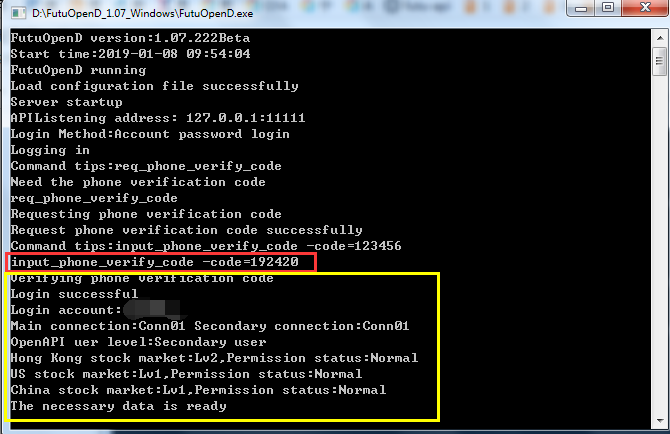 D:\FutuOpenD_1.07_Windows\FutuOpenD.exe
FutuOpenD version:1.07.222Beta
Start time:2019-01-08 09:54:04
FutuOpenD running
Load configuration file successfully
Server startup
APIListening address: 127.0.0.1:11111
Login Method:Account password login
Logging in
Command tips:req_phone_verify_code
Need the phone verification code
req_phone_verify_code
Requesting phone verification code
Request phone verification code successfully
Command tips:input_phone_verify_code -code=123456
input_phone_verify_code -code=192420
Verifying phone verification code
Login successful
Login account:
Main connection:Conn01 Secondary connection:Conn01
OpenAPI uer level:Secondary user
Hong Kong stock market:Lv2,Permission status:Normal
US stock market:Lv1,Permission status:Normal
China stock market:Lv1,Permission status:Normal
The necessary data is ready